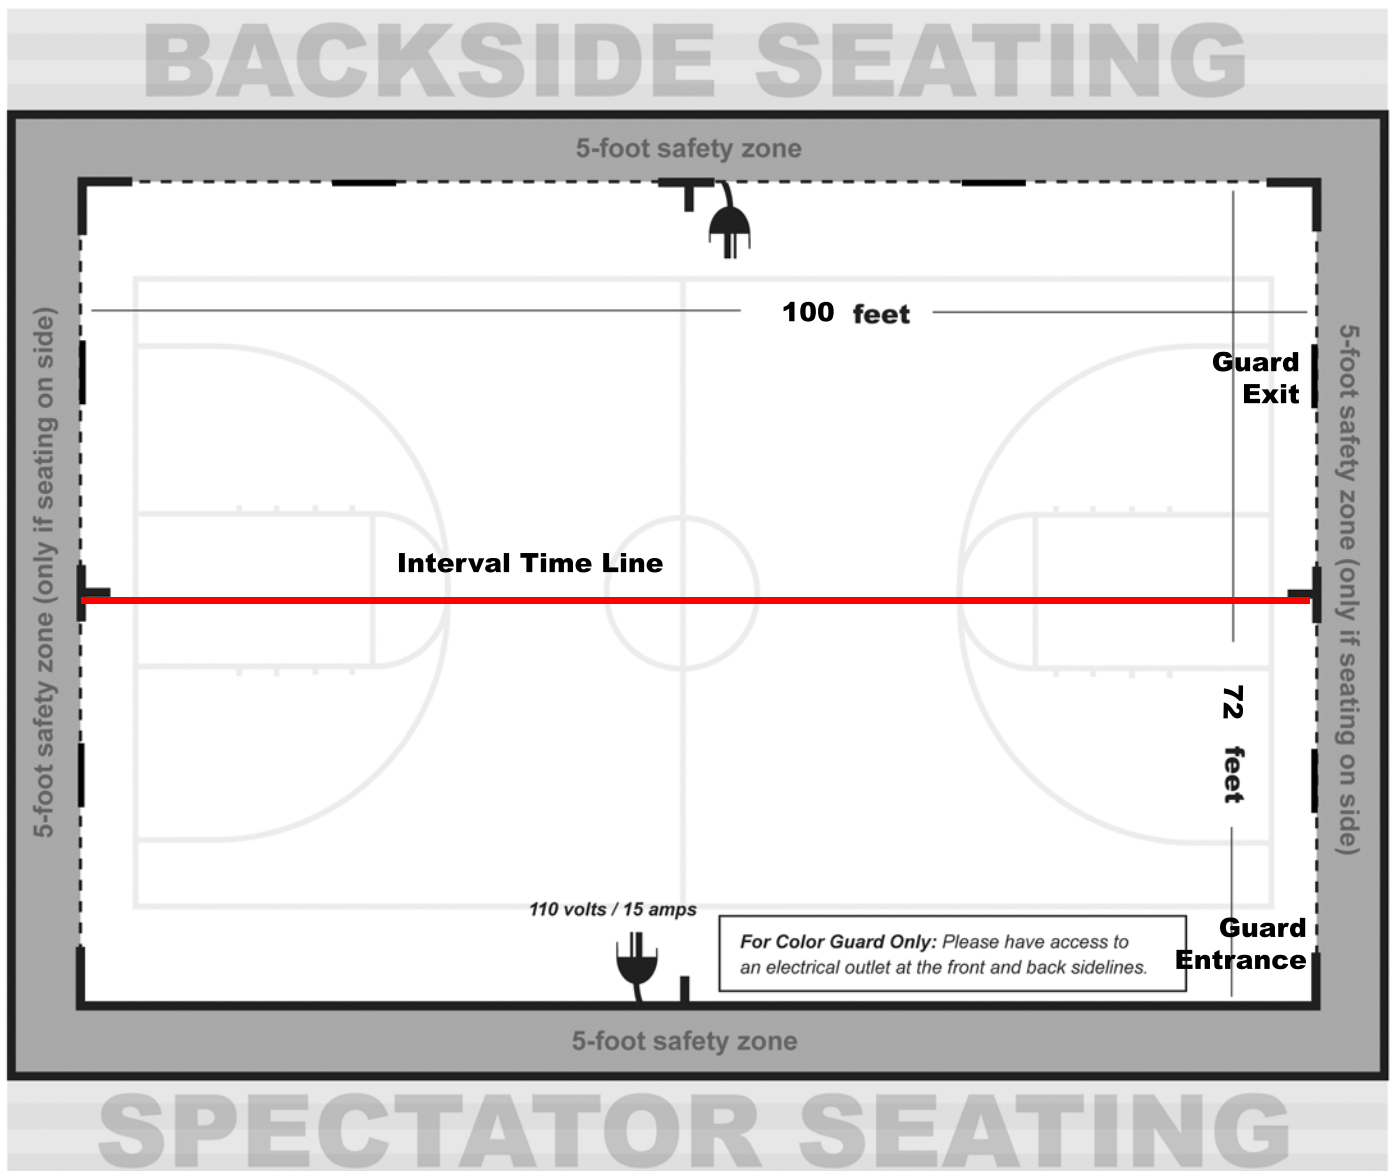 BACKSIDE SEATING
5-foot safety zone
100 feet
5-foot safety zone (only if seating on side)
5-foot safety zone (only if seating on side)
Guard
Exit
Interval Time Line
72 feet
110 volts / 15 amps
For Color Guard Only: Please have access to
an electrical outlet at the front and back sidelines.
Guard
Entrance
5-foot safety zone
SPECTATOR SEATING